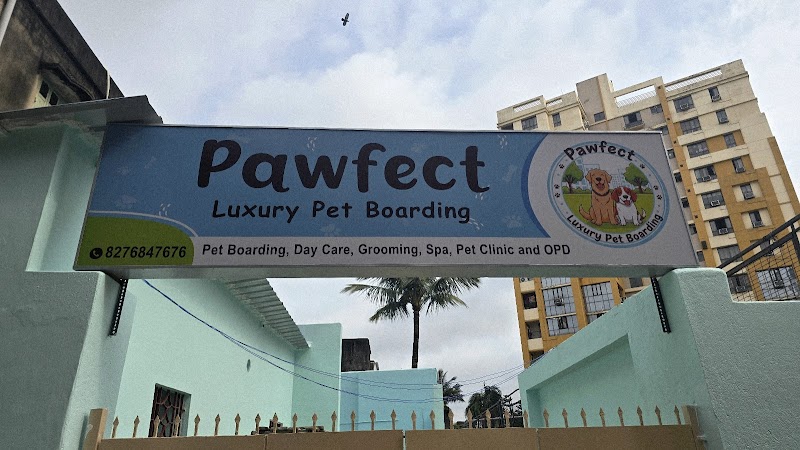 Pawfect
Luxury Pet Boarding
8276847676
Pet Boarding, Day Care, Grooming, Spa, Pet Clinic and OPD
Pawfect
Luxury Pet Boarding